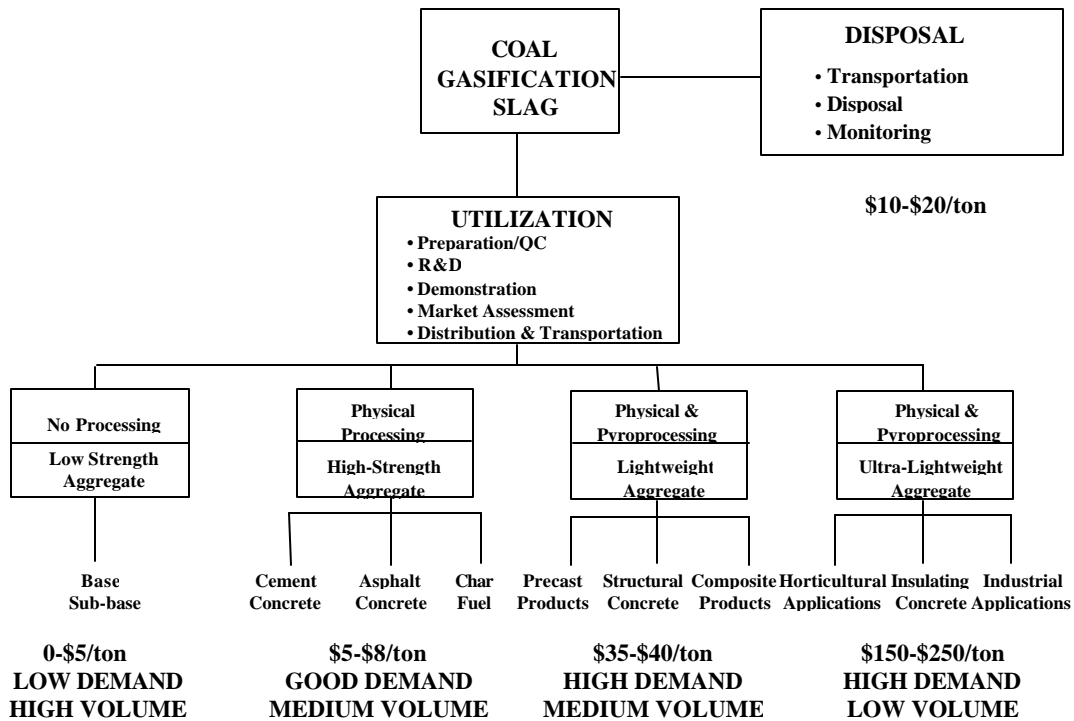 COAL
GASIFICATION
SLAG
DISPOSAL
• Transportation
• Disposal
• Monitoring
$10-$20/ton
UTILIZATION
• Preparation/QC
• R&D
• Demonstration
• Market Assessment
• Distribution & Transportation
No Processing
Low Strength
Aggregate
Physical
Processing
High-Strength
Aggregate
Physical &
Pyroprocessing
Lightweight
Aggregate
Physical &
Pyroprocessing
Ultra-Lightweight
Aggregate
Base
Sub-base
Cement
Concrete
Asphalt
Concrete
Char
Fuel
Precast
Products
Structural
Concrete
Composite
Products
Horticultural
Applications
Insulating
Concrete
Industrial
Applications
0-$5/ton
LOW DEMAND
HIGH VOLUME
$5-$8/ton
GOOD DEMAND
MEDIUM VOLUME
$35-$40/ton
HIGH DEMAND
MEDIUM VOLUME
$150-$250/ton
HIGH DEMAND
LOW VOLUME